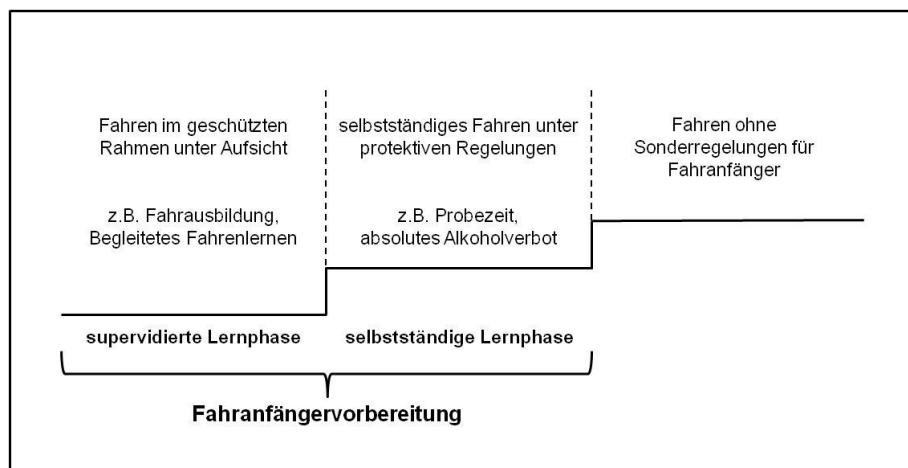 Fahren im geschützten
Rahmen unter Aufsicht
z.B. Fahrausbildung,
Begleitetes Fahrenlernen
selbstständiges Fahren unter
protektiven Regelungen
z.B. Probezeit,
absolutes Alkoholverbot
Fahren ohne
Sonderregelungen für
Fahranfänger
supervidierte Lernphase
selbstständige Lernphase
Fahranfängervorbereitung